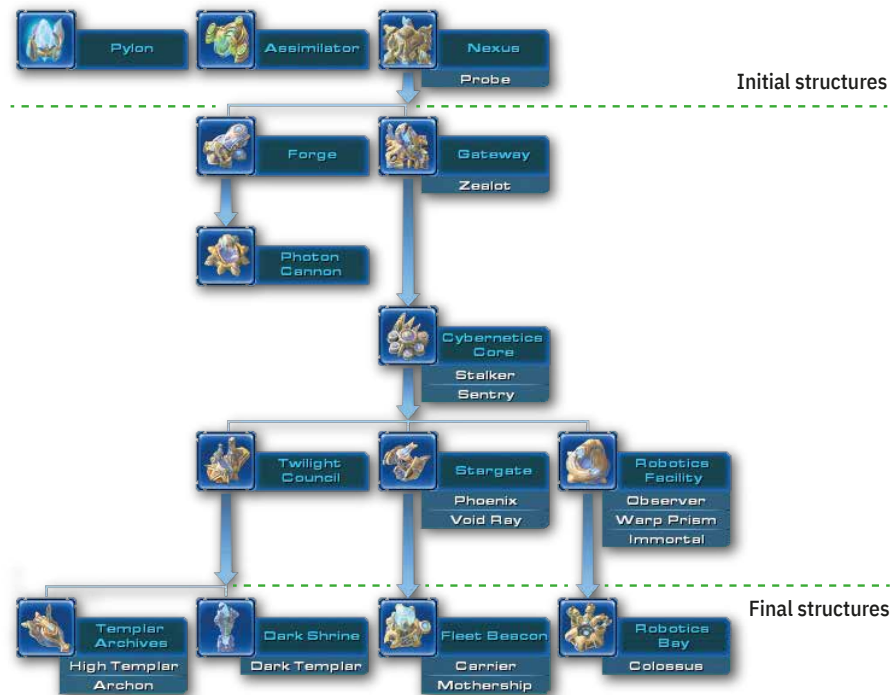 Pylon
Assimilator
Nexus
Probe
Initial structures
Forge
Gateway
Zealot
Photon
Cannon
Cybernetics
Core
Stalker
Sentry
Twilight
Council
Stargate
Phoenix
Void Ray
Robotics
Facility
Observer
Warp Prism
Immortal
Final structures
Templar
Archives
High Templar
Archon
Dark Shrine
Dark Templar
Fleet Beacon
Carrier
Mothership
Robotics
Bay
Colossus